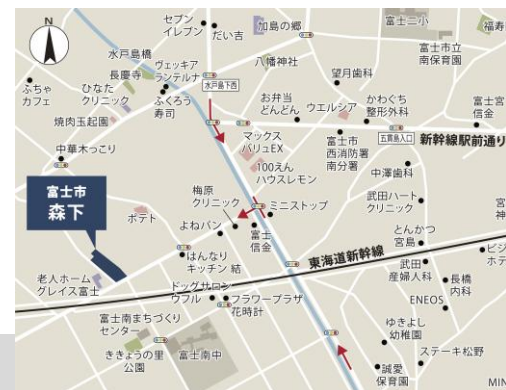 N
セブン
イレブン
だい吉
加島の郷
富士二小
福寿
水戸島橋
長慶寺
ヴェッキア
ランテルナ
水戸島下西
八幡神社
富士市立
南保育園
ふちゃ
カフェ
ひなた
クリニック
ふくろう
寿司
望月歯科
焼肉玉起園
お弁当
どんどん
ウエルシア
かわぐち
整形外科
富士宮
信金
中華木っこり
マックス
バリュEX
富士市
西消防署
南分署
五貫島入口
新幹線駅前通り
100えん
ハウスレモン
中澤歯科
富士市
森下
梅原
クリニック
ミニストップ
武田ハート
クリニック
宮
神
ポテト
よねパン
富士
信金
とんかつ
宮島
はんなり
キッチン 結
東海道新幹線
ビジ
ホテ
老人ホーム
グレイス富士
武田
産婦人科
ドッグサロン
ウフル
フラワープラザ
花時計
長橋
内科
ENEOS
富士南まちづくり
センター
ゆきよし
幼稚園
ききょうの里
公園
富士南中
ステーキ松野
誠愛
保育園
MIN